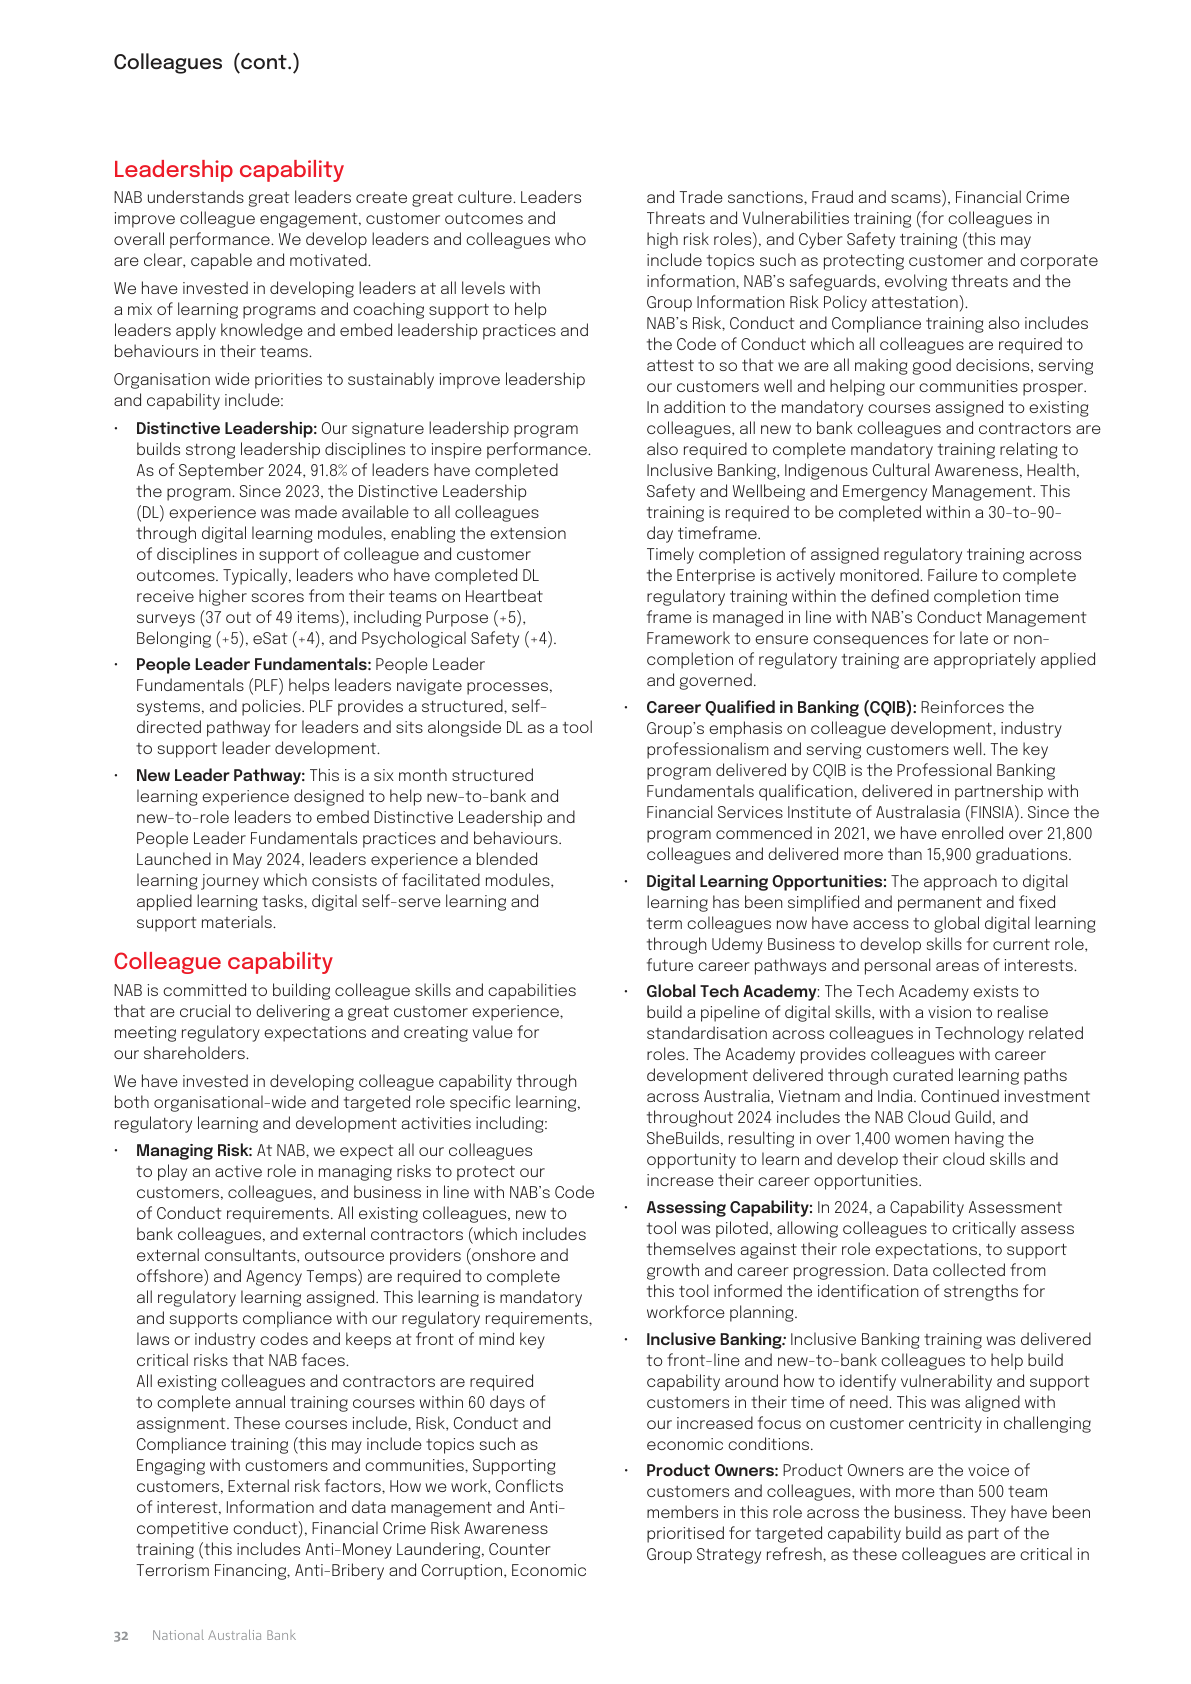 Colleagues (cont.)
Leadership capability
NAB understands great leaders create great culture. Leaders
improve colleague engagement, customer outcomes and
overall performance. We develop leaders and colleagues who
are clear, capable and motivated.
We have invested in developing leaders at all levels with
a mix of learning programs and coaching support to help
leaders apply knowledge and embed leadership practices and
behaviours in their teams.
Organisation wide priorities to sustainably improve leadership
and capability include:
• Distinctive Leadership: Our signature leadership program
builds strong leadership disciplines to inspire performance.
As of September 2024, 91.8% of leaders have completed
the program. Since 2023, the Distinctive Leadership
(DL) experience was made available to all colleagues
through digital learning modules, enabling the extension
of disciplines in support of colleague and customer
outcomes. Typically, leaders who have completed DL
receive higher scores from their teams on Heartbeat
surveys (37 out of 49 items), including Purpose (+5),
Belonging (+5), eSat (+4), and Psychological Safety (+4).
• People Leader Fundamentals: People Leader
Fundamentals (PLF) helps leaders navigate processes,
systems, and policies. PLF provides a structured, self-
directed pathway for leaders and sits alongside DL as a tool
to support leader development.
• New Leader Pathway: This is a six month structured
learning experience designed to help new-to-bank and
new-to-role leaders to embed Distinctive Leadership and
People Leader Fundamentals practices and behaviours.
Launched in May 2024, leaders experience a blended
learning journey which consists of facilitated modules,
applied learning tasks, digital self-serve learning and
support materials.
Colleague capability
NAB is committed to building colleague skills and capabilities
that are crucial to delivering a great customer experience,
meeting regulatory expectations and creating value for
our shareholders.
We have invested in developing colleague capability through
both organisational-wide and targeted role specific learning,
regulatory learning and development activities including:
• Managing Risk: At NAB, we expect all our colleagues
to play an active role in managing risks to protect our
customers, colleagues, and business in line with NAB's Code
of Conduct requirements. All existing colleagues, new to
bank colleagues, and external contractors (which includes
external consultants, outsource providers (onshore and
offshore) and Agency Temps) are required to complete
all regulatory learning assigned. This learning is mandatory
and supports compliance with our regulatory requirements,
laws or industry codes and keeps at front of mind key
critical risks that NAB faces.
All existing colleagues and contractors are required
to complete annual training courses within 60 days of
assignment. These courses include, Risk, Conduct and
Compliance training (this may include topics such as
Engaging with customers and communities, Supporting
customers, External risk factors, How we work, Conflicts
of interest, Information and data management and Anti-
competitive conduct), Financial Crime Risk Awareness
training (this includes Anti-Money Laundering, Counter
Terrorism Financing, Anti-Bribery and Corruption, Economic
and Trade sanctions, Fraud and scams), Financial Crime
Threats and Vulnerabilities training (for colleagues in
high risk roles), and Cyber Safety training (this may
include topics such as protecting customer and corporate
information, NAB's safeguards, evolving threats and the
Group Information Risk Policy attestation).
NAB's Risk, Conduct and Compliance training also includes
the Code of Conduct which all colleagues are required to
attest to so that we are all making good decisions, serving
our customers well and helping our communities prosper.
In addition to the mandatory courses assigned to existing
colleagues, all new to bank colleagues and contractors are
also required to complete mandatory training relating to
Inclusive Banking, Indigenous Cultural Awareness, Health,
Safety and Wellbeing and Emergency Management. This
training is required to be completed within a 30-to-90-
day timeframe.
Timely completion of assigned regulatory training across
the Enterprise is actively monitored. Failure to complete
regulatory training within the defined completion time
frame is managed in line with NAB's Conduct Management
Framework to ensure consequences for late or non-
completion of regulatory training are appropriately applied
and governed.
• Career Qualified in Banking (CQIB): Reinforces the
Group's emphasis on colleague development, industry
professionalism and serving customers well. The key
program delivered by CQIB is the Professional Banking
Fundamentals qualification, delivered in partnership with
Financial Services Institute of Australasia (FINSIA). Since the
program commenced in 2021, we have enrolled over 21,800
colleagues and delivered more than 15,900 graduations.
• Digital Learning Opportunities: The approach to digital
learning has been simplified and permanent and fixed
term colleagues now have access to global digital learning
through Udemy Business to develop skills for current role,
future career pathways and personal areas of interests.
• Global Tech Academy: The Tech Academy exists to
build a pipeline of digital skills, with a vision to realise
standardisation across colleagues in Technology related
roles. The Academy provides colleagues with career
development delivered through curated learning paths
across Australia, Vietnam and India. Continued investment
throughout 2024 includes the NAB Cloud Guild, and
SheBuilds, resulting in over 1,400 women having the
opportunity to learn and develop their cloud skills and
increase their career opportunities.
• Assessing Capability: In 2024, a Capability Assessment
tool was piloted, allowing colleagues to critically assess
themselves against their role expectations, to support
growth and career progression. Data collected from
this tool informed the identification of strengths for
workforce planning.
• Inclusive Banking: Inclusive Banking training was delivered
to front-line and new-to-bank colleagues to help build
capability around how to identify vulnerability and support
customers in their time of need. This was aligned with
our increased focus on customer centricity in challenging
economic conditions.
• Product Owners: Product Owners are the voice of
customers and colleagues, with more than 500 team
members in this role across the business. They have been
prioritised for targeted capability build as part of the
Group Strategy refresh, as these colleagues are critical in
32 National Australia Bank